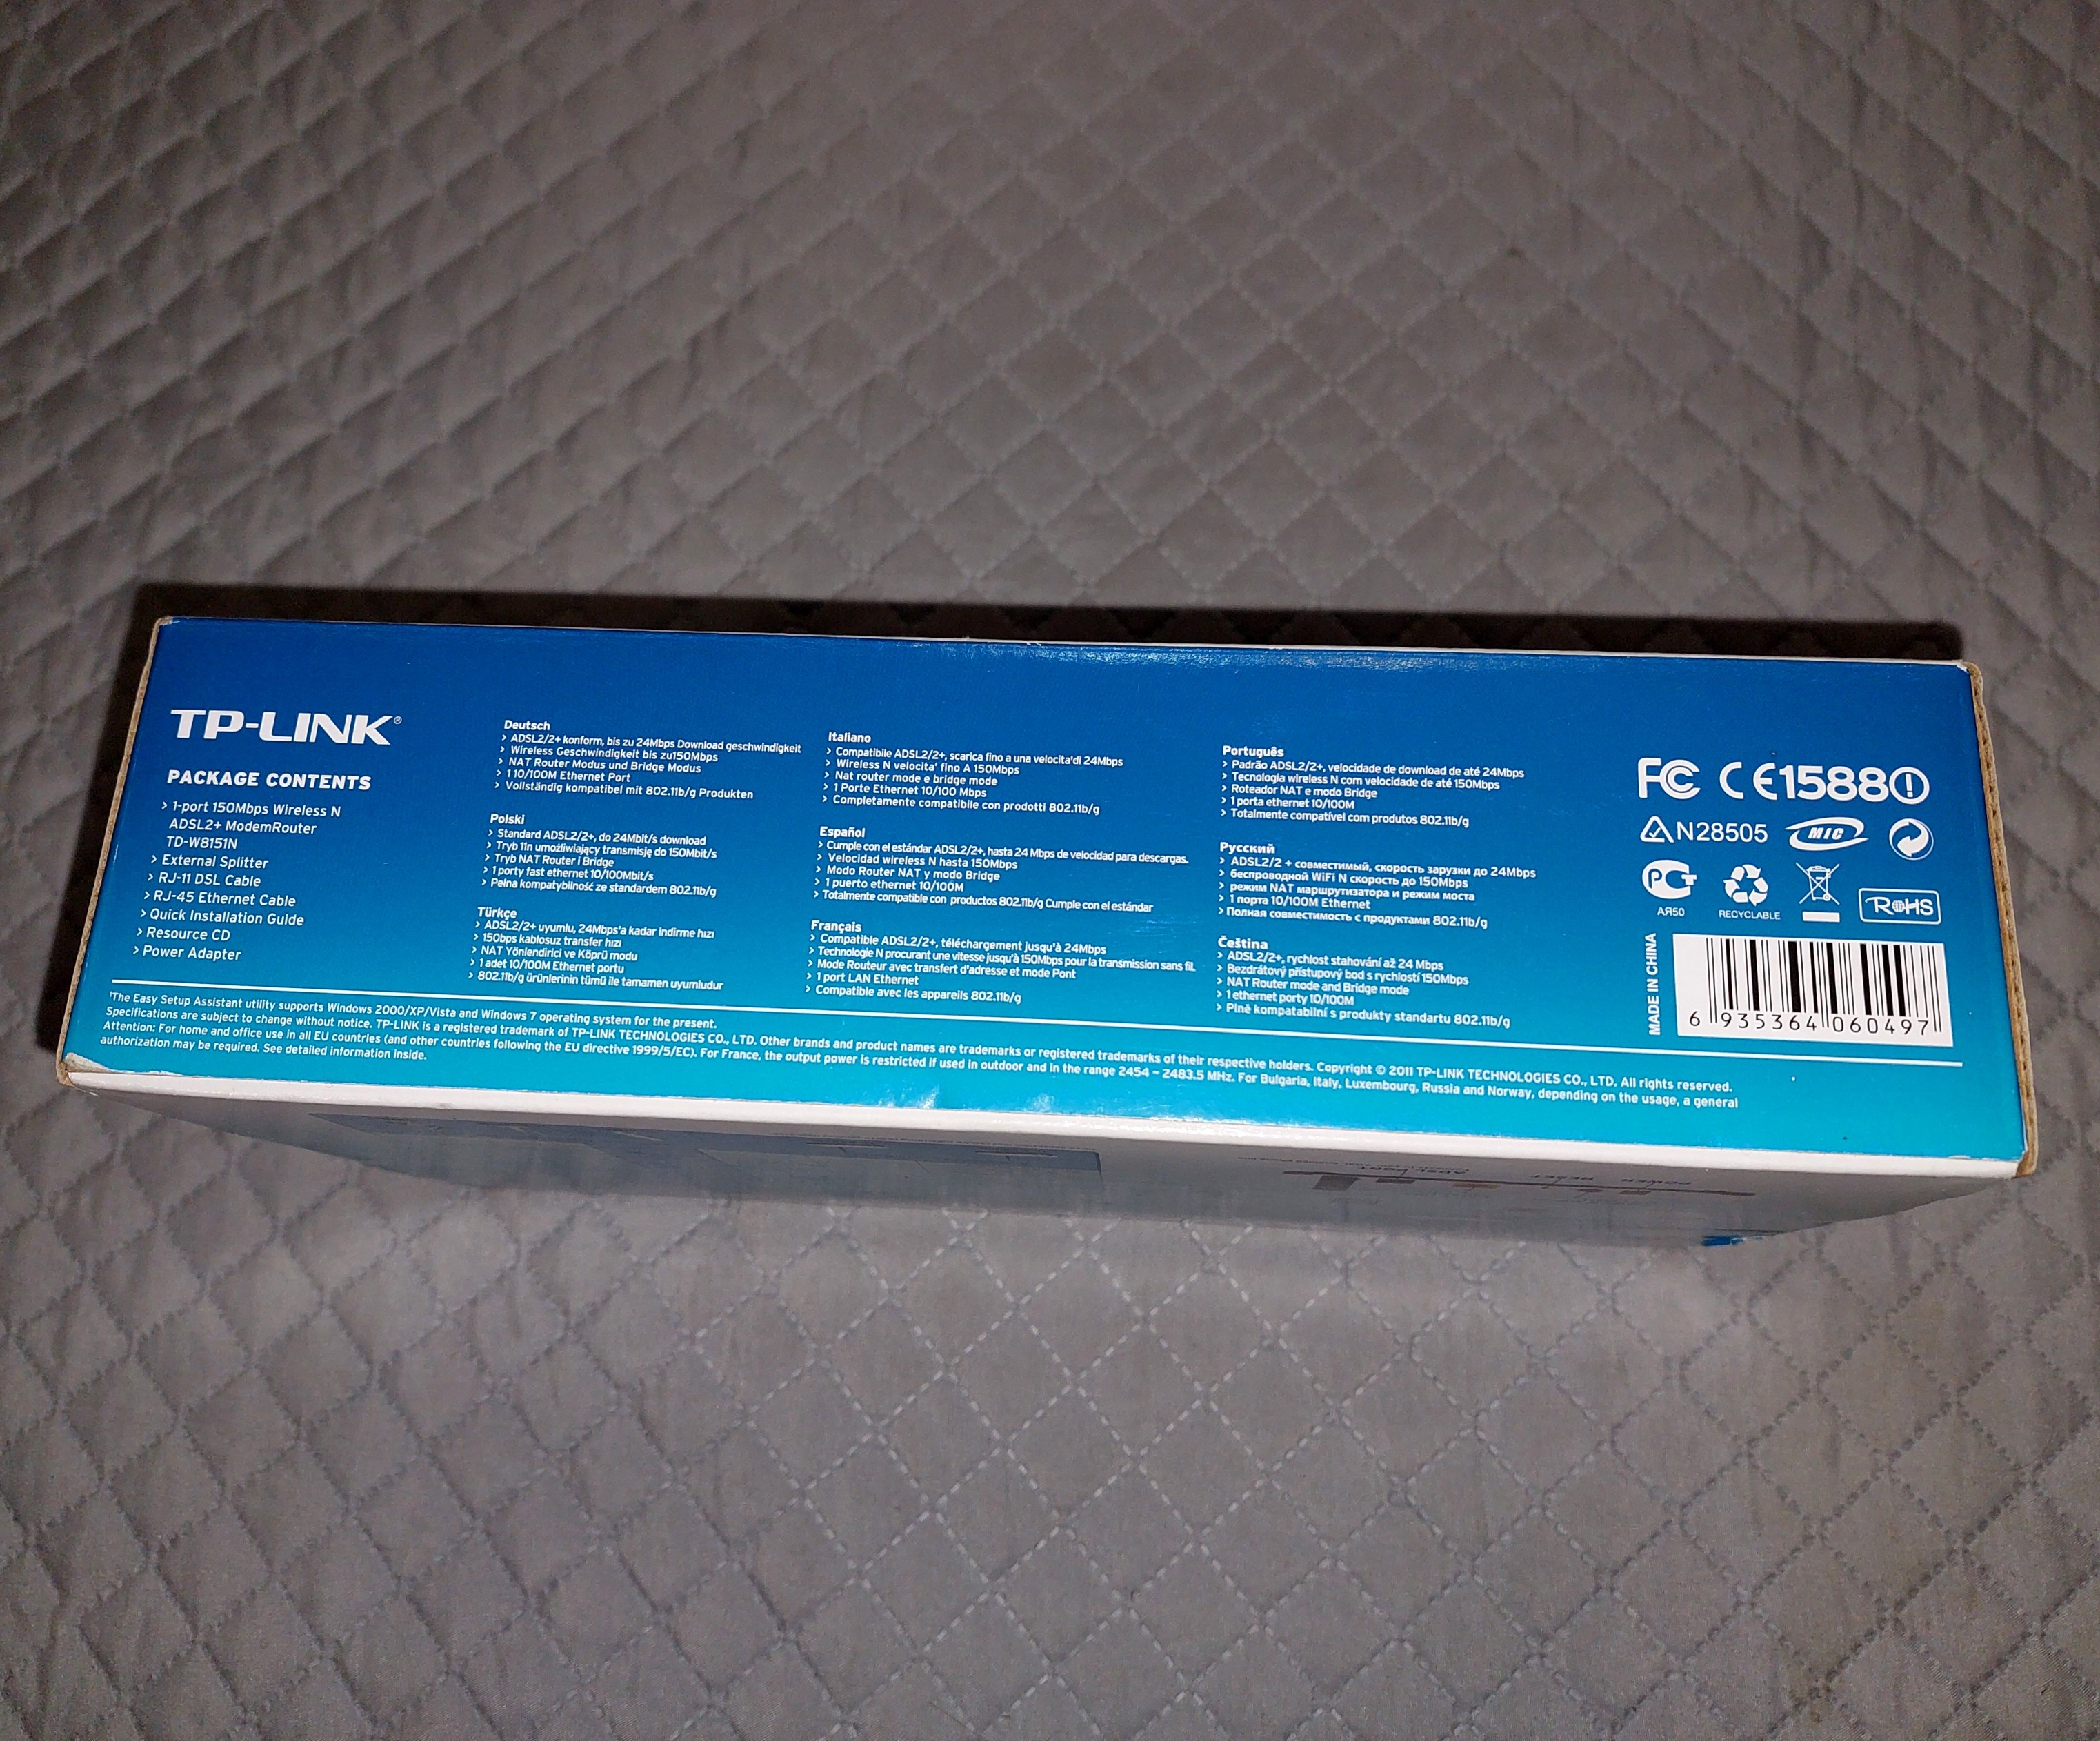 TP-LINK®
PACKAGE CONTENTS
> 1-port 150Mbps Wireless N
ADSL2+ ModemRouter
TD-W8151N
> External Splitter
> RJ-11 DSL Cable
> RJ-45 Ethernet Cable
> Quick Installation Guide
> Resource CD
> Power Adapter
Deutsch
> ADSL2/2+ konform, bis zu 24Mbps Download geschwindigkeit
> Wireless Geschwindigkeit bis zu150Mbps
> NAT Router Modus und Bridge Modus
> 1 10/100M Ethernet Port
> Vollständig kompatibel mit 802.11b/g Produkten
Polski
> Standard ADSL2/2+, do 24Mbit/s download
> Tryb 11n umożliwiający transmisję do 150Mbit/s
> Tryb NAT Router i Bridge
> 1 porty fast ethernet 10/100Mbit/s
> Pełna kompatybilność ze standardem 802.11b/g
Türkçe
> ADSL2/2+ uyumlu, 24Mbps'a kadar indirme hızı
> 150bps kablosuz transfer hızı
> NAT Yönlendirici ve Köprü modu
> 1 adet 10/100M Ethernet portu
> 802.11b/g ürünlerinin tümü ile tamamen uyumludur
Italiano
> Compatibile ADSL2/2+, scarica fino a una velocita'di 24Mbps
> Wireless N velocita' fino A 150Mbps
> Nat router mode e bridge mode
> 1 Porte Ethernet 10/100 Mbps
> Completamente compatibile con prodotti 802.11b/g
Español
> Cumple con el estándar ADSL2/2+, hasta 24 Mbps de velocidad para descargas.
> Velocidad wireless N hasta 150Mbps
> Modo Router NAT y modo Bridge
> 1 puerto ethernet 10/100M
> Totalmente compatible con productos 802.11b/g Cumple con el estándar
Français
> Compatible ADSL2/2+, téléchargement jusqu'à 24Mbps
> Technologie N procurant une vitesse jusqu'à 150Mbps pour la transmission sans fil.
> Mode Routeur avec transfert d'adresse et mode Pont
> 1 port LAN Ethernet
> Compatible avec les appareils 802.11b/g
Português
> Padrão ADSL2/2+, velocidade de download de até 24Mbps
> Tecnologia wireless N com velocidade de até 150Mbps
> Roteador NAT e modo Bridge
> 1 porta ethernet 10/100M
> Totalmente compatível com produtos 802.11b/g
Русский
> ADSL2/2 + совместимый, скорость зарузки до 24Mbps
> беспроводной WiFi N скорость до 150Mbps
> режим NAT маршрутизатора и режим моста
> 1 порта 10/100M Ethernet
> Полная совместимость с продуктами 802.11b/g
Čeština
> ADSL2/2+, rychlost stahování až 24 Mbps
> Bezdrátový přístupový bod s rychlostí 150Mbps
> NAT Router mode and Bridge mode
> 1 ethernet porty 10/100M
> Plně kompatabilní s produkty standartu 802.11b/g
FC CE1588
N28505 MIC
РСТ
АЯ50
RECYCLABLE
RoHS
MADE IN CHINA
6 935364 060497
¹The Easy Setup Assistant utility supports Windows 2000/XP/Vista and Windows 7 operating system for the present.
Specifications are subject to change without notice. TP-LINK is a registered trademark of TP-LINK TECHNOLOGIES CO., LTD. Other brands and product names are trademarks or registered trademarks of their respective holders. Copyright © 2011 TP-LINK TECHNOLOGIES CO., LTD. All rights reserved.
Attention: For home and office use in all EU countries (and other countries following the EU directive 1999/5/EC). For France, the output power is restricted if used in outdoor and in the range 2454 ~ 2483.5 MHz. For Bulgaria, Italy, Luxembourg, Russia and Norway, depending on the usage, a general
authorization may be required. See detailed information inside.